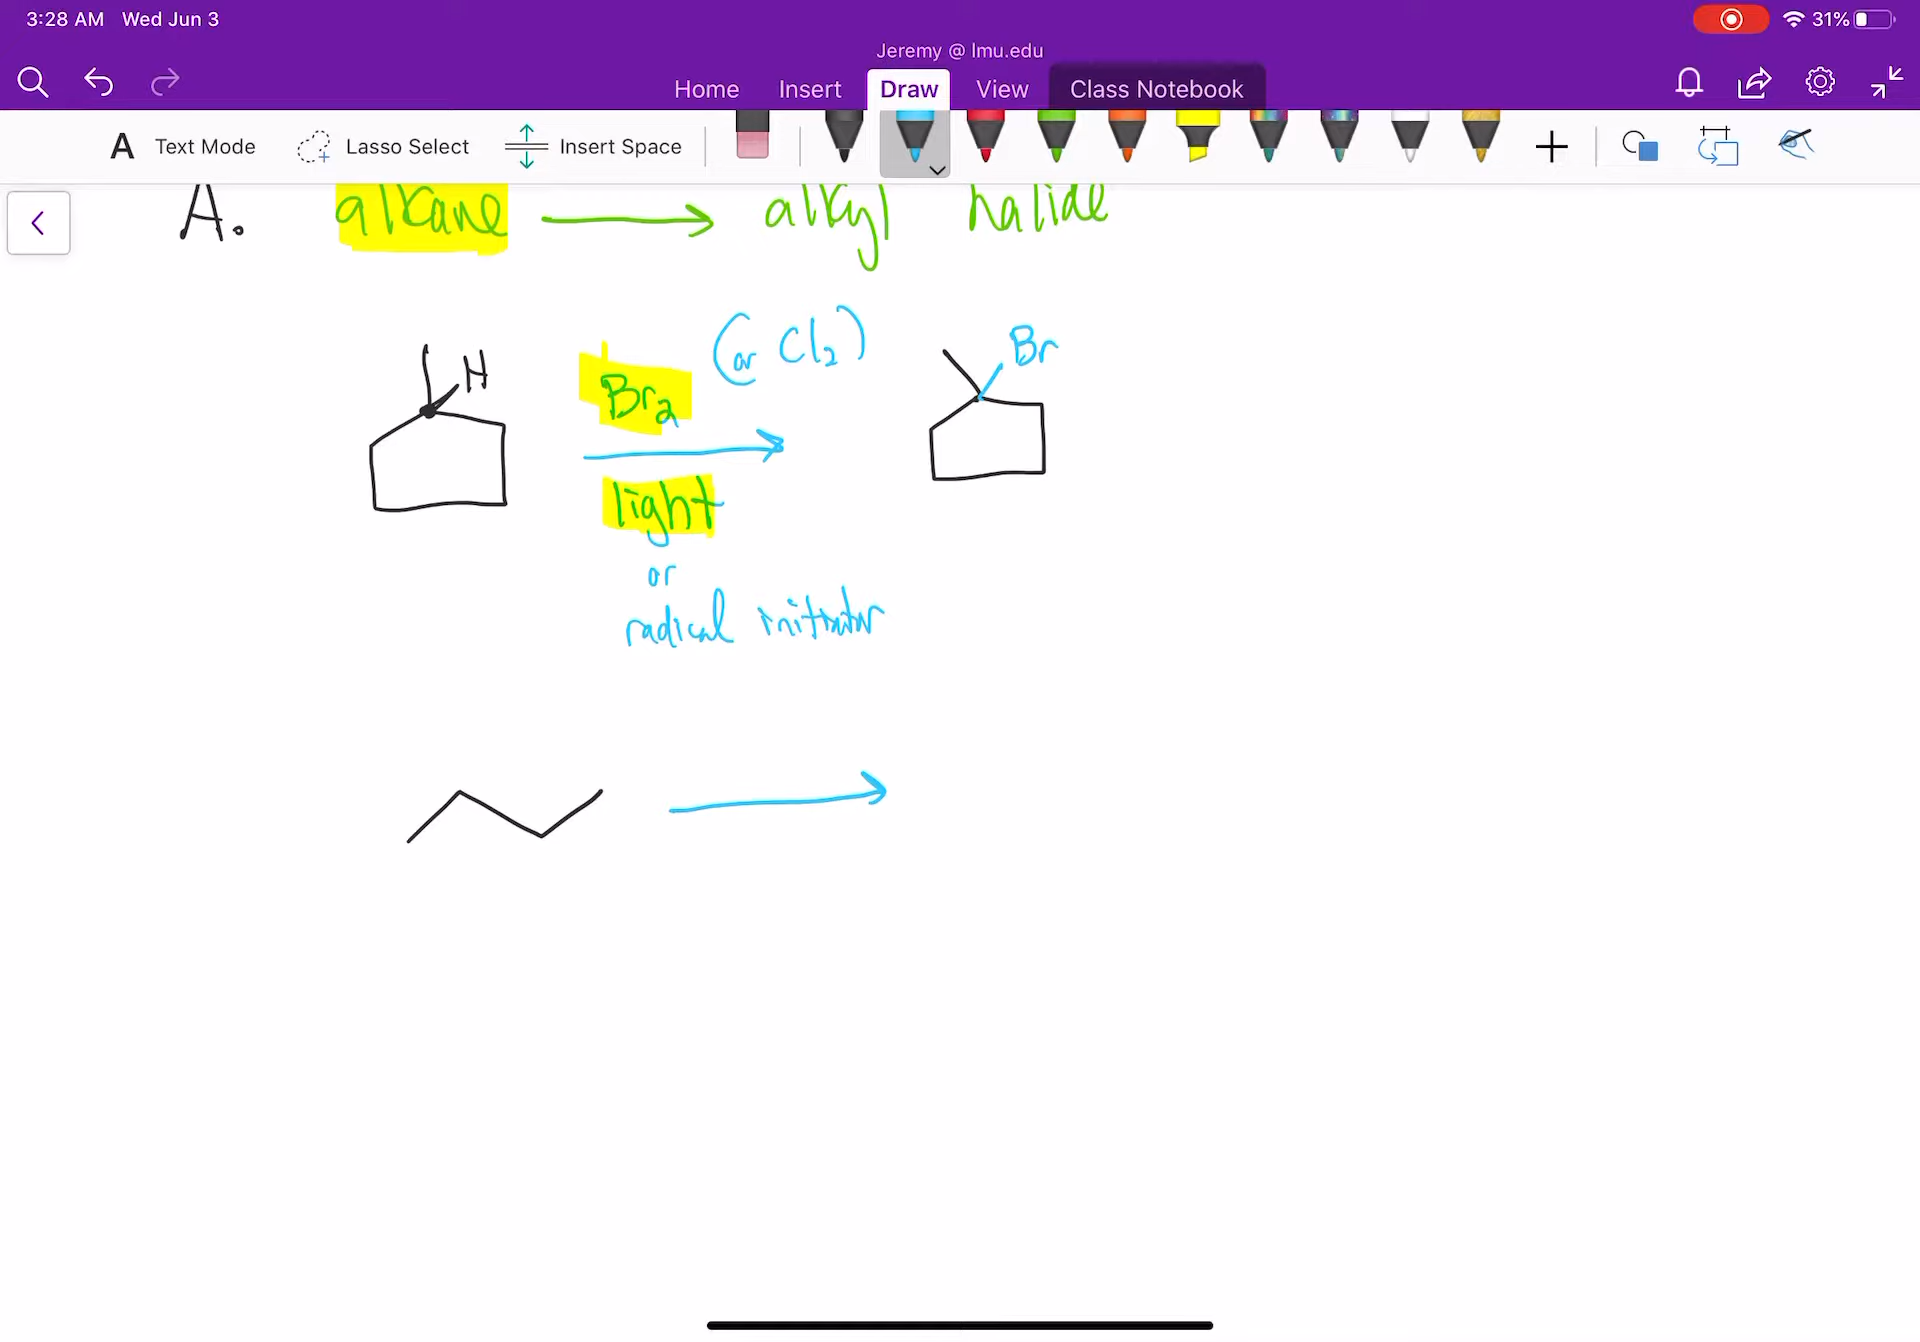 3:28 AM Wed Jun 3
31%
Jeremy @ lmu.edu
Home Insert Draw View Class Notebook
A Text Mode Lasso Select Insert Space
A. alkane alkyl halide
(or Cl₂)
H
Br₂
Br
light
or
radical initiator